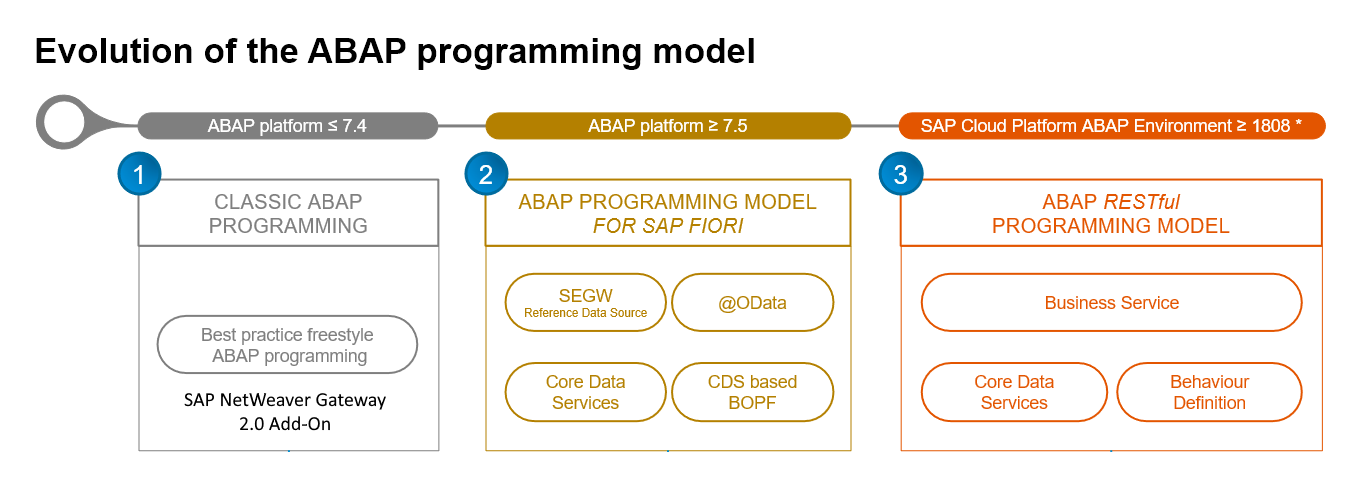 Evolution of the ABAP programming model
ABAP platform ≤ 7.4
ABAP platform ≥ 7.5
SAP Cloud Platform ABAP Environment ≥ 1808 *
1
CLASSIC ABAP
PROGRAMMING
Best practice freestyle
ABAP programming
SAP NetWeaver Gateway
2.0 Add-On
2
ABAP PROGRAMMING MODEL
FOR SAP FIORI
SEGW
Reference Data Source
@OData
Core Data
Services
CDS based
BOPF
3
ABAP RESTful
PROGRAMMING MODEL
Business Service
Core Data
Services
Behaviour
Definition